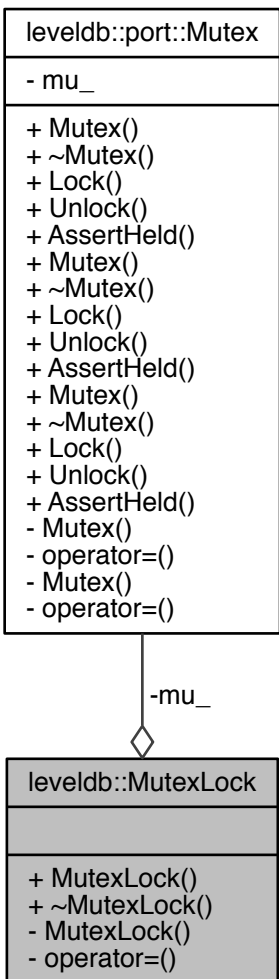 leveldb::port::Mutex
- mu_
+ Mutex()
+ ~Mutex()
+ Lock()
+ Unlock()
+ AssertHeld()
+ Mutex()
+ ~Mutex()
+ Lock()
+ Unlock()
+ AssertHeld()
+ Mutex()
+ ~Mutex()
+ Lock()
+ Unlock()
+ AssertHeld()
- Mutex()
- operator=()
- Mutex()
- operator=()
-mu_
leveldb::MutexLock
+ MutexLock()
+ ~MutexLock()
- MutexLock()
- operator=()